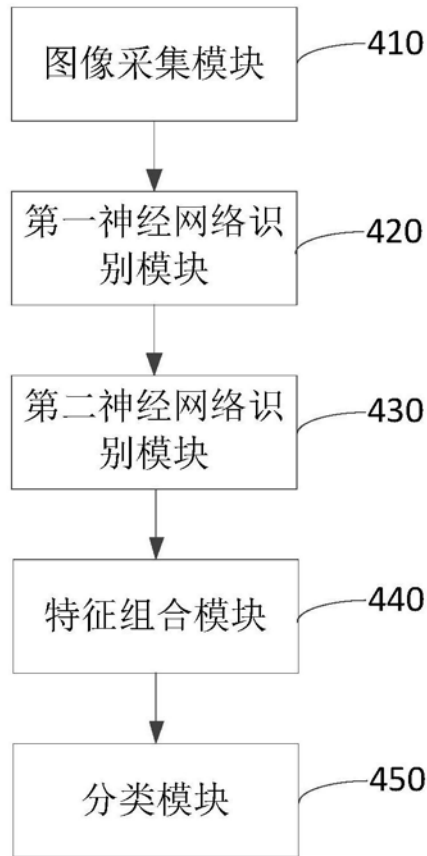 图像采集模块
410
第一神经网络识
别模块
420
第二神经网络识
别模块
430
特征组合模块
440
分类模块
450